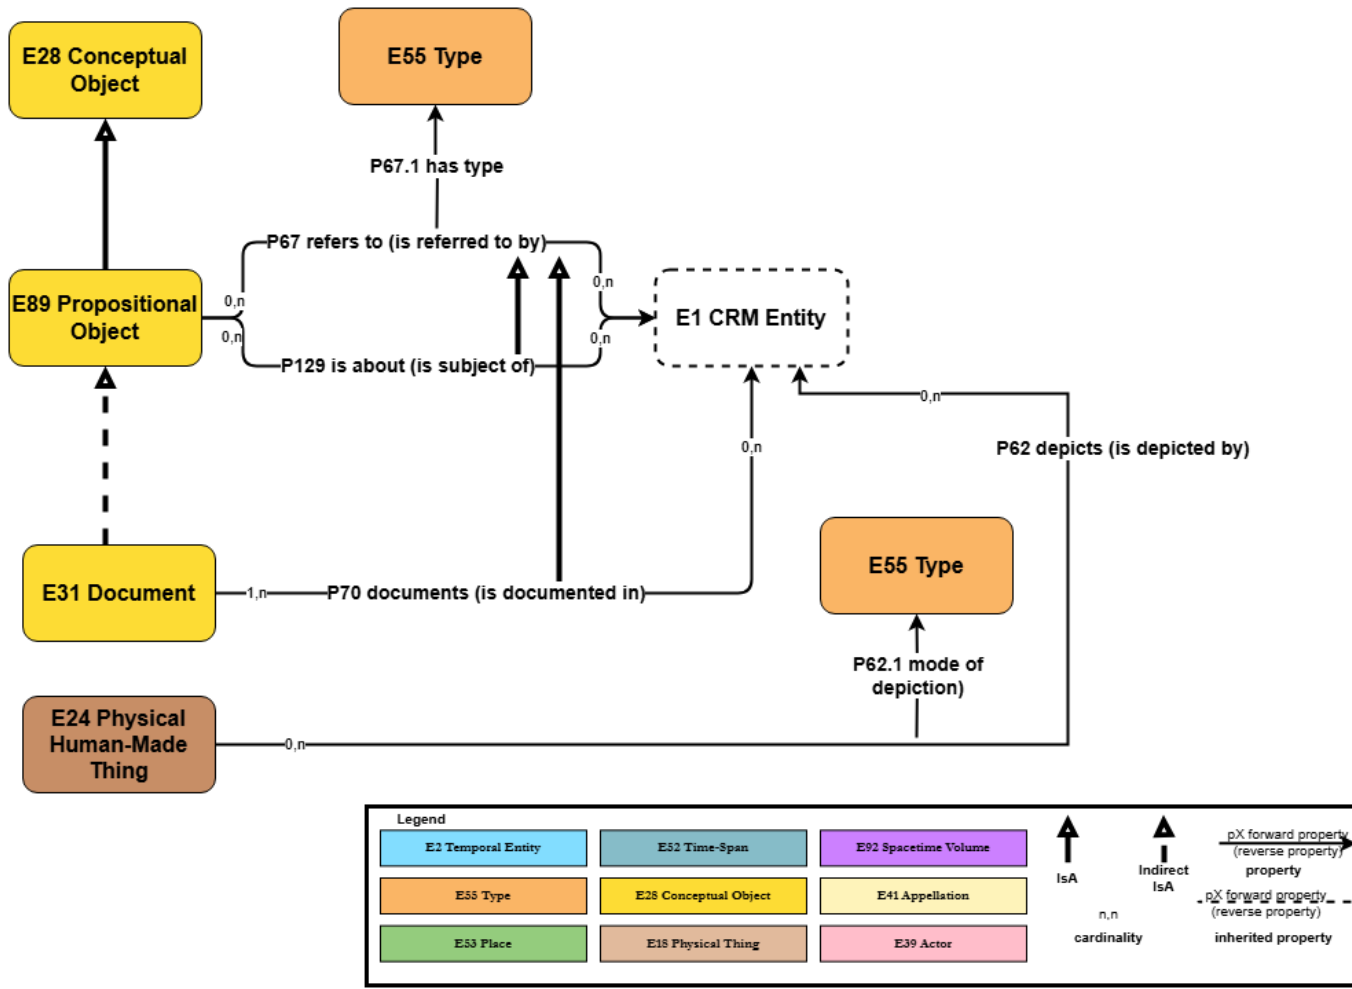 E28 Conceptual
Object
E55 Type
P67.1 has type
P67 refers to (is referred to by)
0,n
0,n
E89 Propositional
Object
0,n
0,n
E1 CRM Entity
P129 is about (is subject of)
0,n
0,n
P62 depicts (is depicted by)
E55 Type
E31 Document
1,n
P70 documents (is documented in)
P62.1 mode of
depiction)
E24 Physical
Human-Made
Thing
0,n
Legend
E2 Temporal Entity
E52 Time-Span
E92 Spacetime Volume
E55 Type
E28 Conceptual Object
E41 Appellation
E53 Place
E18 Physical Thing
E39 Actor
IsA
Indirect
IsA
n,n
cardinality
pX forward property
(reverse property)
property
pX forward property
(reverse property)
inherited property